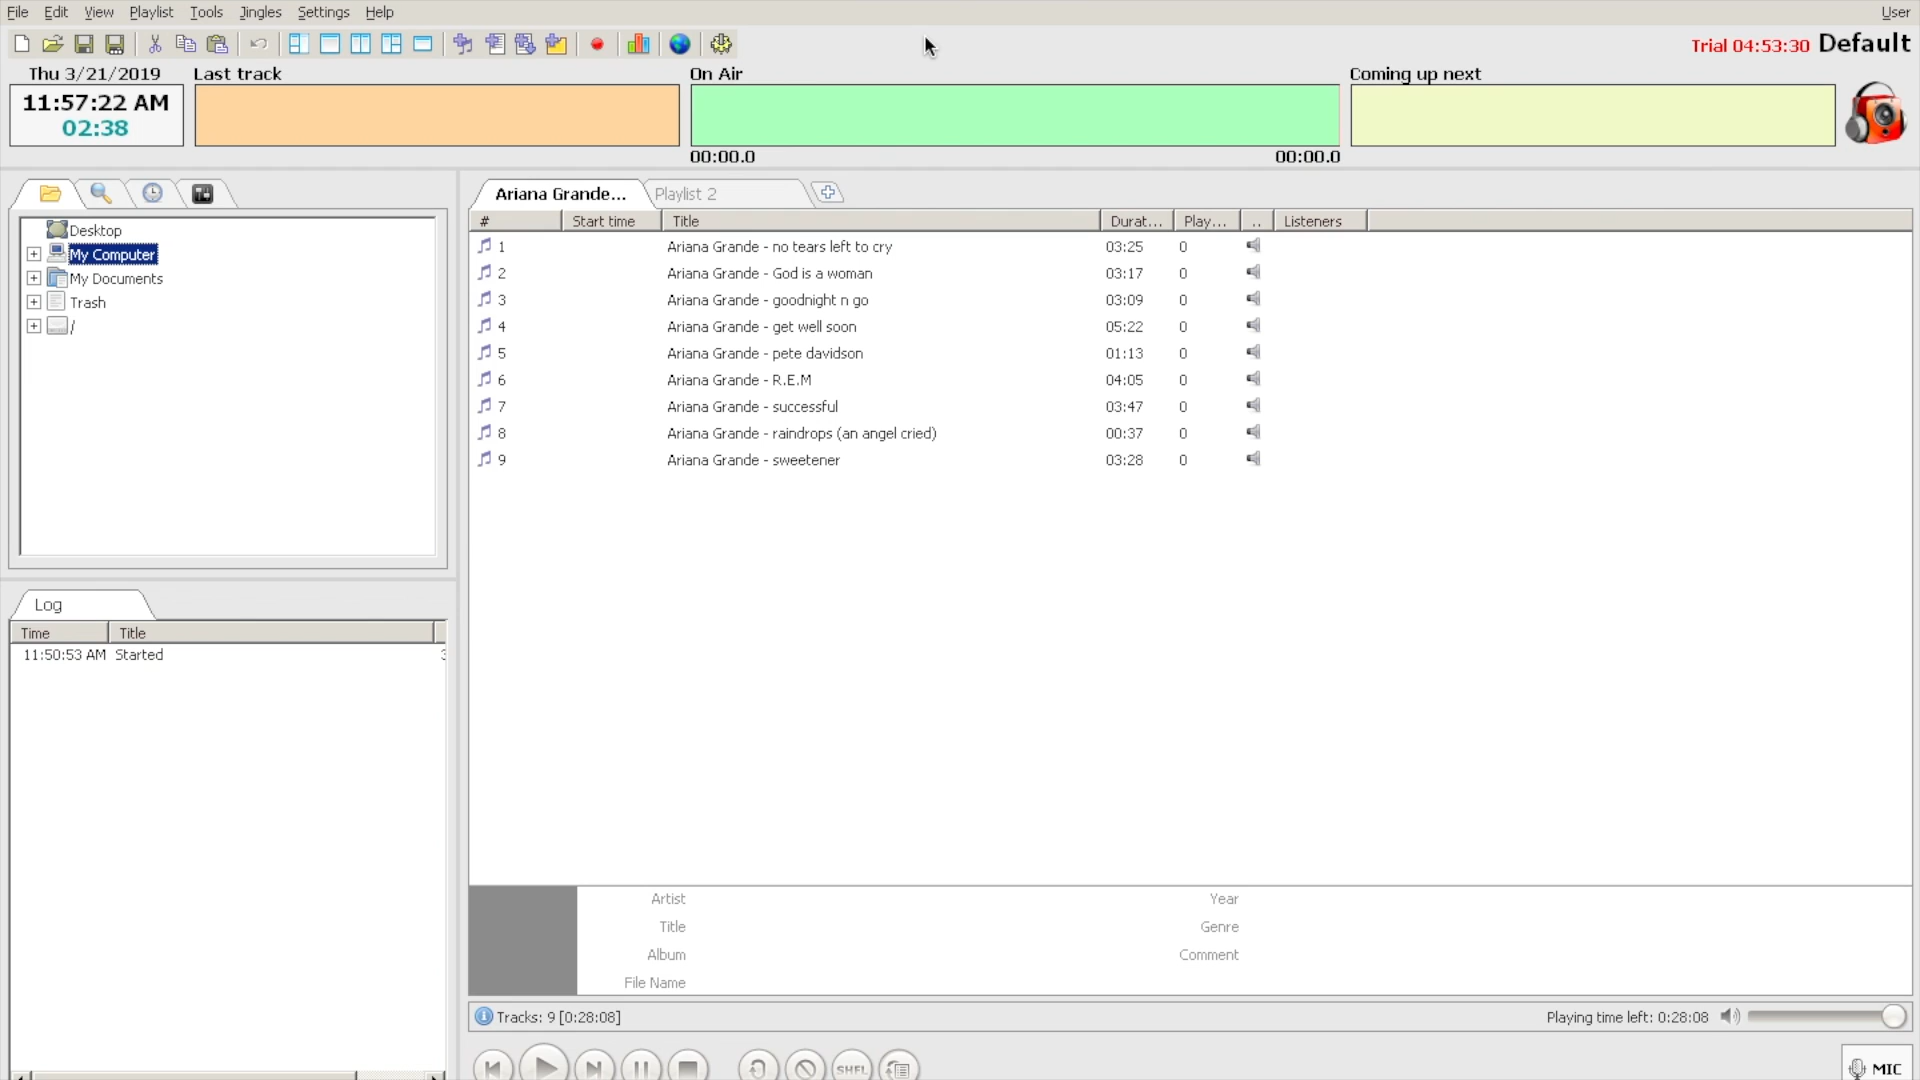 File Edit View Playlist Tools Jingles Settings Help User
Trial 04:53:30 Default
Thu 3/21/2019 Last track On Air Coming up next
11:57:22 AM
02:38
00:00.0 00:00.0
Ariana Grande... Playlist 2
# Start time Title Durat... Play... .. Listeners
1 Ariana Grande - no tears left to cry 03:25 0
2 Ariana Grande - God is a woman 03:17 0
3 Ariana Grande - goodnight n go 03:09 0
4 Ariana Grande - get well soon 05:22 0
5 Ariana Grande - pete davidson 01:13 0
6 Ariana Grande - R.E.M 04:05 0
7 Ariana Grande - successful 03:47 0
8 Ariana Grande - raindrops (an angel cried) 00:37 0
9 Ariana Grande - sweetener 03:28 0
Desktop
My Computer
My Documents
Trash
/
Log
Time Title
11:50:53 AM Started
Artist Year
Title Genre
Album Comment
File Name
Tracks: 9 [0:28:08] Playing time left: 0:28:08
SHFL MIC